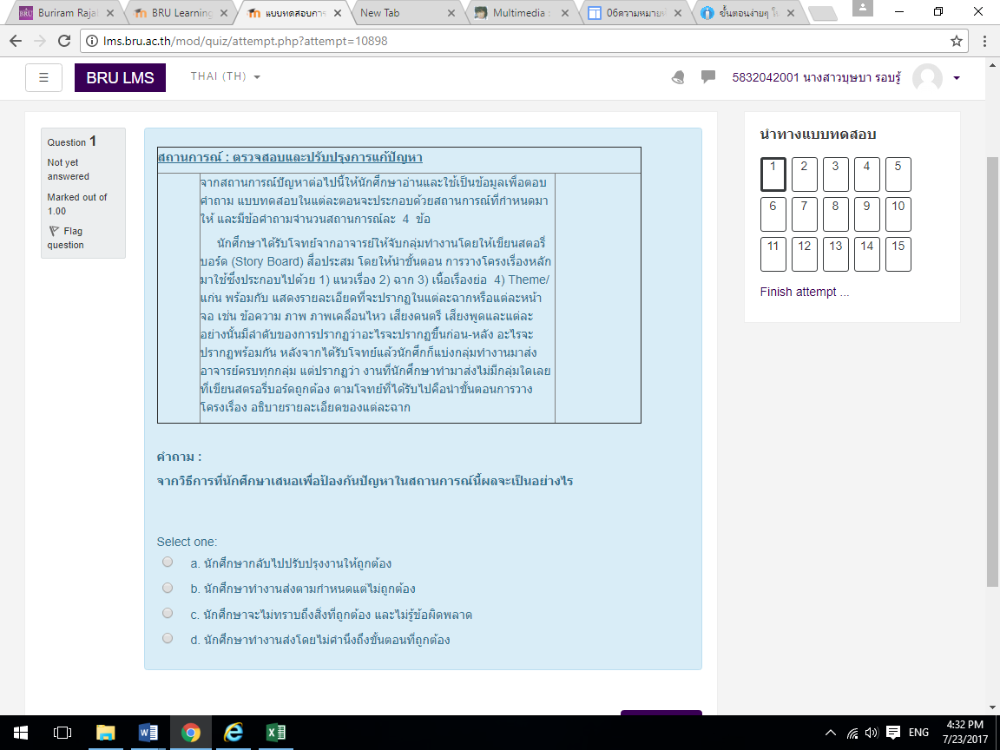 Buriram Raja
BRU Learning
แบบทดสอบการ
New Tab
Multimedia
06ความหมาย
ขั้นตอนง่ายๆ
lms.bru.ac.th/mod/quiz/attempt.php?attempt=10898
BRU LMS
THAI (TH)
5832042001 นางสาวบุษบา รอบรู้
Question 1
Not yet
answered
Marked out of
1.00
Flag
question
สถานการณ์ : ตรวจสอบและปรับปรุงการแก้ปัญหา
จากสถานการณ์ปัญหาต่อไปนี้ให้นักศึกษาอ่านและใช้เป็นข้อมูลเพื่อตอบ
คำถาม แบบทดสอบในแต่ละตอนจะประกอบด้วยสถานการณ์ที่กำหนดมา
ให้ และมีข้อคำถามจำนวนสถานการณ์ละ 4 ข้อ
นักศึกษาได้รับโจทย์จากอาจารย์ให้จับกลุ่มทำงานโดยให้เขียนสตอรี่
บอร์ด (Story Board) สื่อประสม โดยให้นำขั้นตอน การวางโครงเรื่องหลัก
มาใช้ซึ่งประกอบไปด้วย 1) แนวเรื่อง 2) ฉาก 3) เนื้อเรื่องย่อ 4) Theme/
แก่น พร้อมกับ แสดงรายละเอียดที่จะปรากฏในแต่ละฉากหรือแต่ละหน้า
จอ เช่น ข้อความ ภาพ ภาพเคลื่อนไหว เสียงดนตรี เสียงพูดและแต่ละ
อย่างนั้นมีลำดับของการปรากฏว่าอะไรจะปรากฏขึ้นก่อน-หลัง อะไรจะ
ปรากฏพร้อมกัน หลังจากได้รับโจทย์แล้วนักศึกก็แบ่งกลุ่มทำงานมาส่ง
อาจารย์ครบทุกกลุ่ม แต่ปรากฏว่า งานที่นักศึกษาทำมาส่งไม่มีกลุ่มใดเลย
ที่เขียนสตรอรี่บอร์ดถูกต้อง ตามโจทย์ที่ได้รับไปคือนำขั้นตอนการวาง
โครงเรื่อง อธิบายรายละเอียดของแต่ละฉาก
คำถาม :
จากวิธีการที่นักศึกษาเสนอเพื่อป้องกันปัญหาในสถานการณ์นี้ผลจะเป็นอย่างไร
Select one:
a. นักศึกษากลับไปปรับปรุงงานให้ถูกต้อง
b. นักศึกษาทำงานส่งตามกำหนดแต่ไม่ถูกต้อง
c. นักศึกษาจะไม่ทราบถึงสิ่งที่ถูกต้อง และไม่รู้ข้อผิดพลาด
d. นักศึกษาทำงานส่งโดยไม่คำนึงถึงขั้นตอนที่ถูกต้อง
นำทางแบบทดสอบ
1 2 3 4 5
6 7 8 9 10
11 12 13 14 15
Finish attempt ...
ENG
4:32 PM
7/23/2017